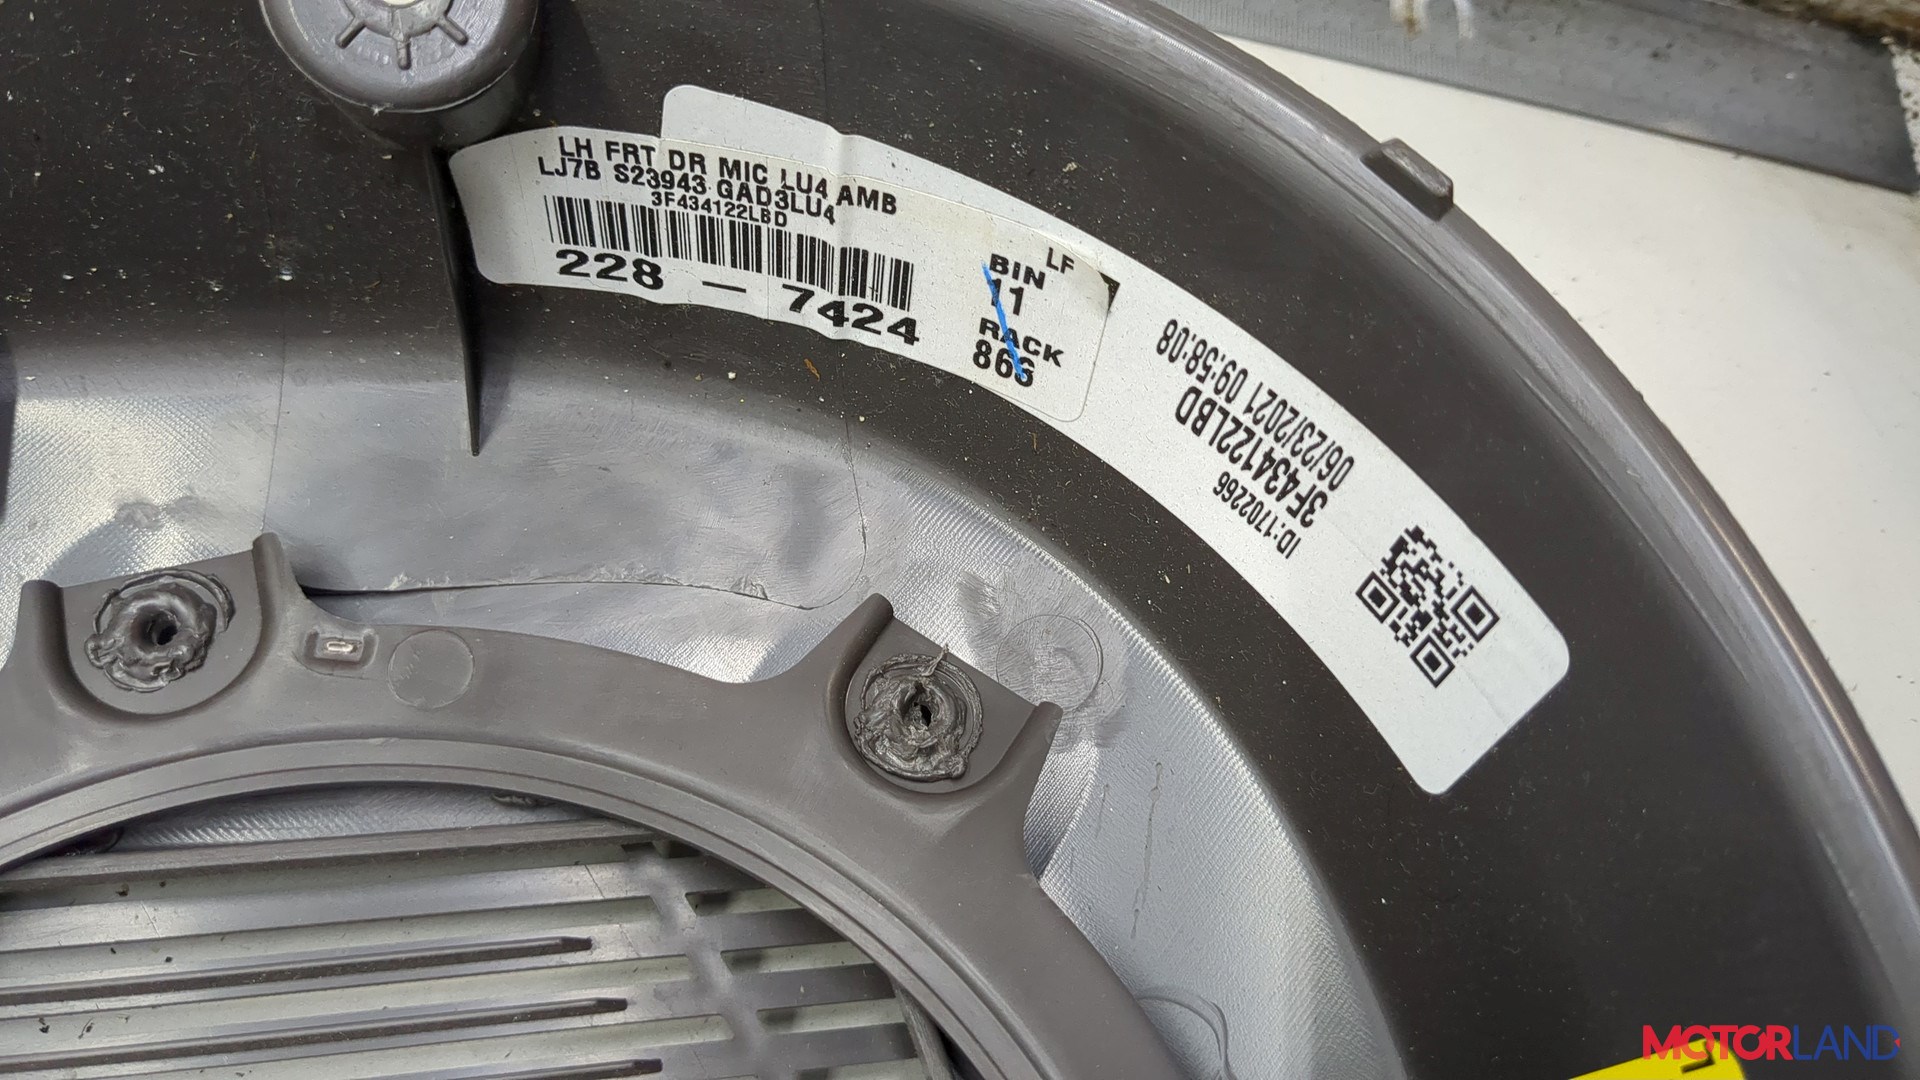 LH FRT DR MIC LU4 AMB
LJ7B S23943 GAD3LU4
3F434122LBD
228 - 7424
LF
BIN
11
RACK
866
06/23/2021 09:58:08
3F434122LBD
ID:1702266
MOTORLAND